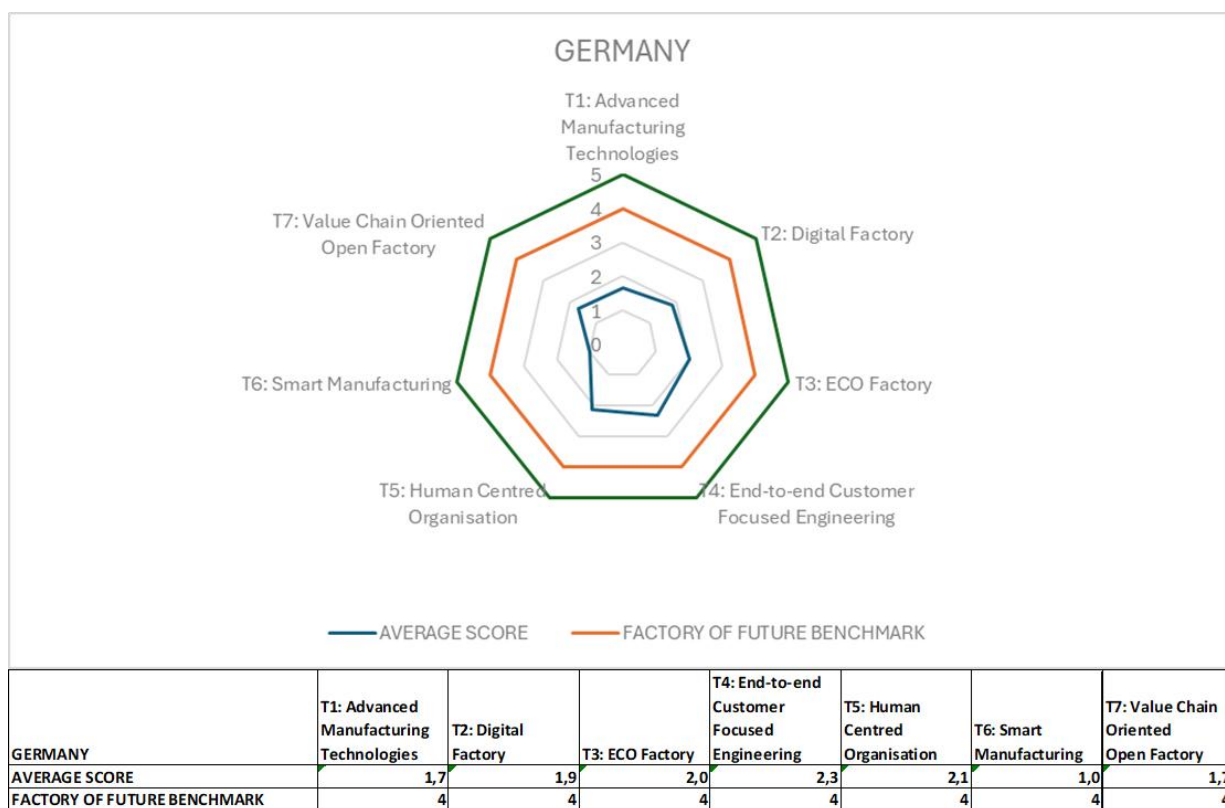 GERMANY
T1: Advanced
Manufacturing
Technologies
5
4
3
2
1
0
T2: Digital Factory
T3: ECO Factory
T4: End-to-end Customer
Focused Engineering
T5: Human Centred
Organisation
T6: Smart Manufacturing
T7: Value Chain Oriented
Open Factory
AVERAGE SCORE FACTORY OF FUTURE BENCHMARK
GERMANY T1: Advanced Manufacturing Technologies T2: Digital Factory T3: ECO Factory T4: End-to-end Customer Focused Engineering T5: Human Centred Organisation T6: Smart Manufacturing T7: Value Chain Oriented Open Factory
AVERAGE SCORE 1,7 1,9 2,0 2,3 2,1 1,0 1,7
FACTORY OF FUTURE BENCHMARK 4 4 4 4 4 4 4